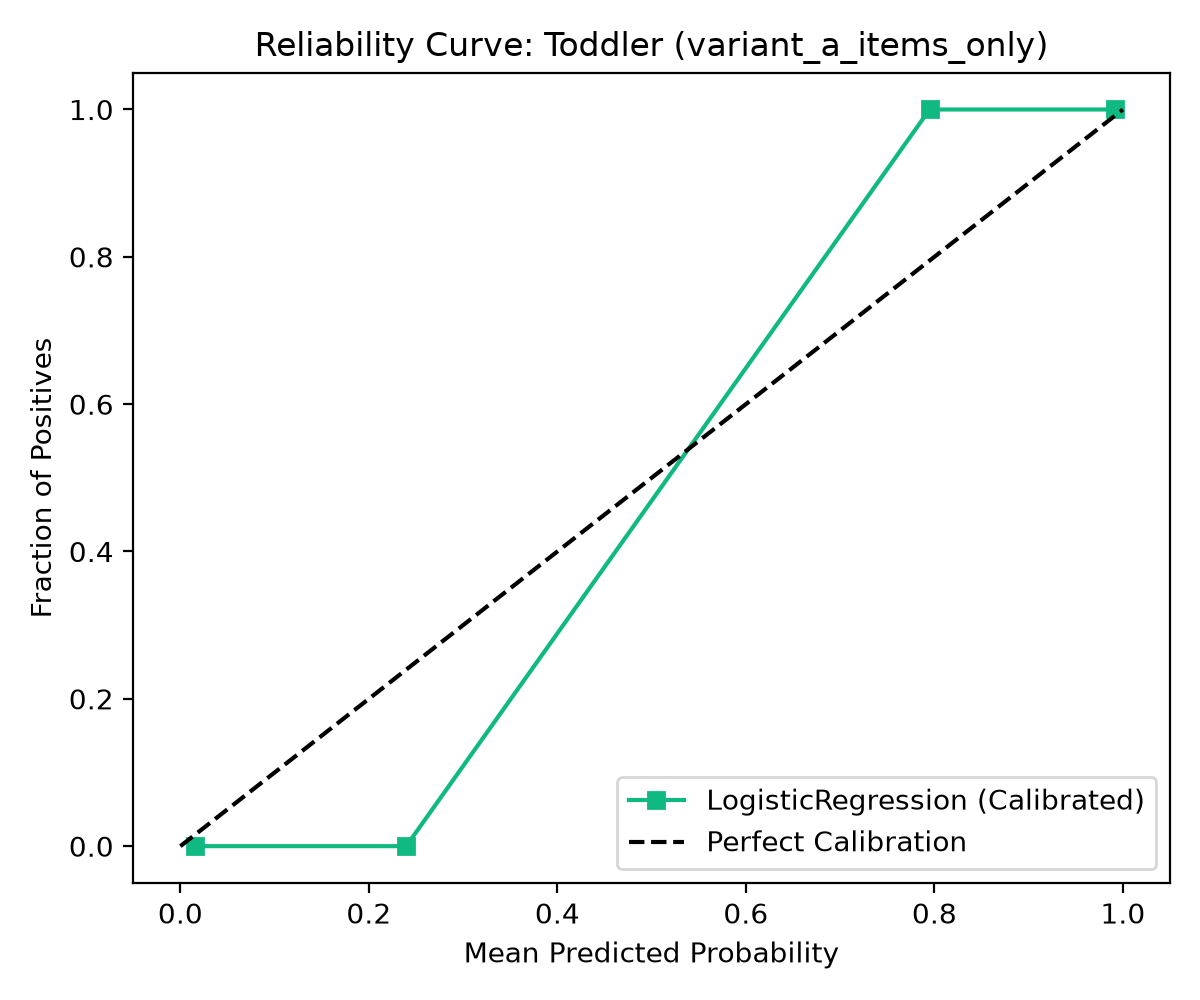 Reliability Curve: Toddler (variant_a_items_only)
1.0
0.8
0.6
0.4
0.2
0.0
Fraction of Positives
LogisticRegression (Calibrated)
Perfect Calibration
0.0 0.2 0.4 0.6 0.8 1.0
Mean Predicted Probability